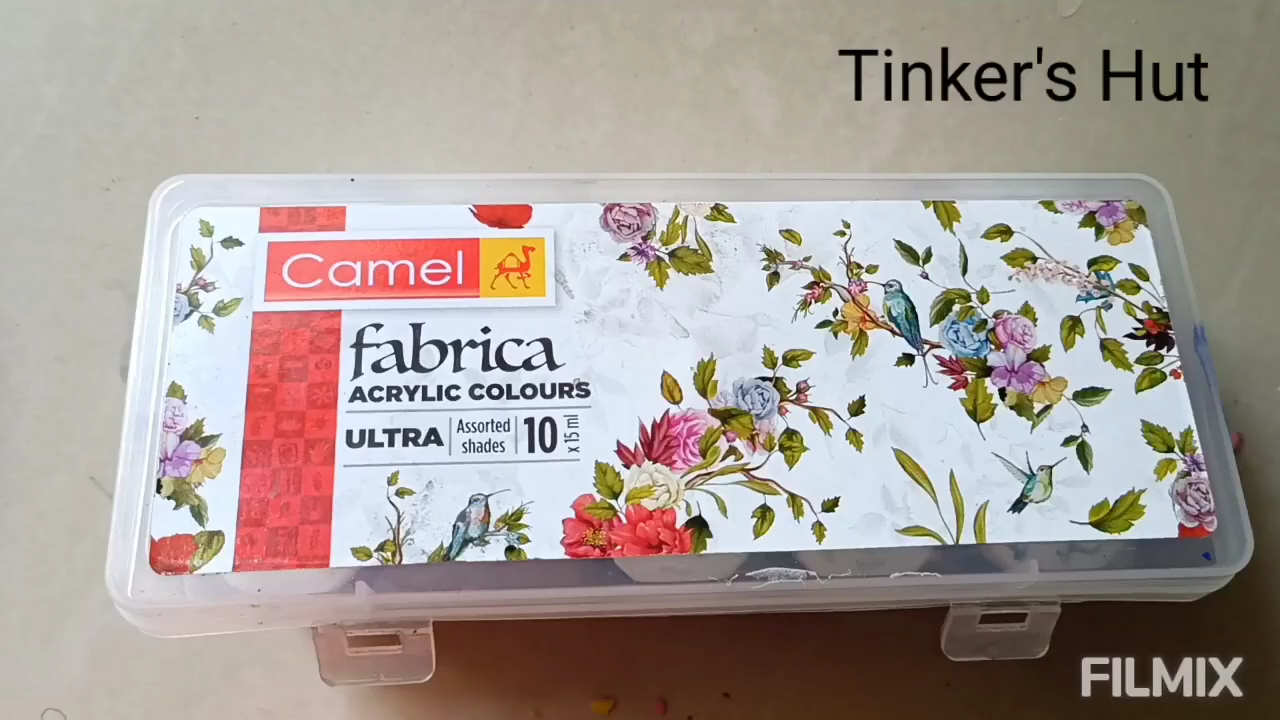 Tinker's Hut
Camel
fabrica
ACRYLIC COLOURS
ULTRA Assorted shades 10 x 15 ml
FILMIX